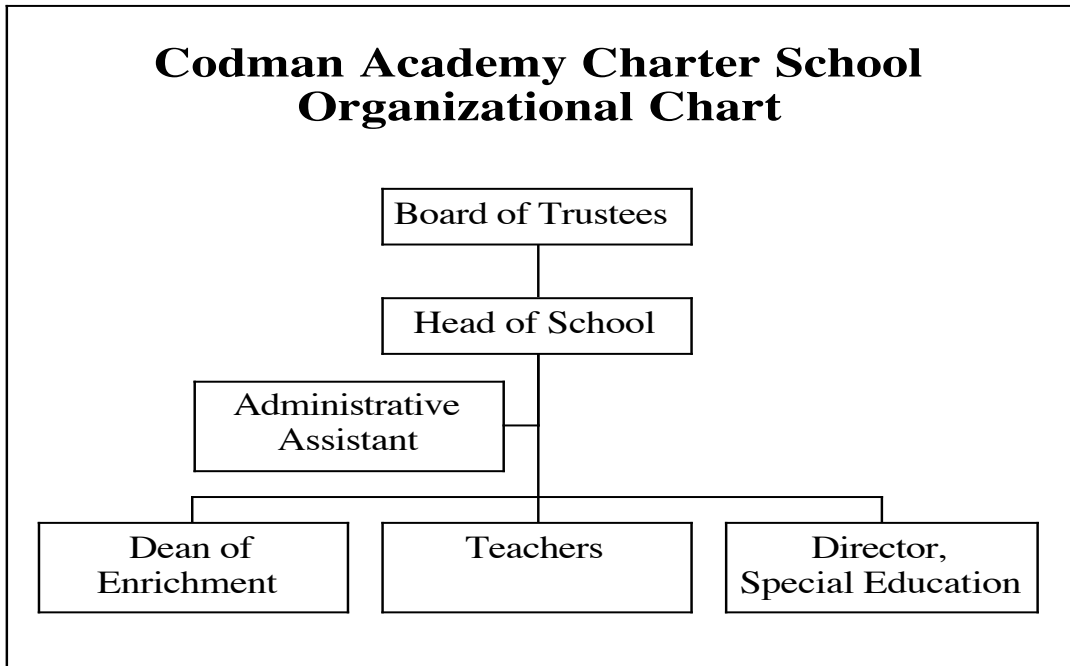 Codman Academy Charter School
Organizational Chart
Board of Trustees
Head of School
Administrative
Assistant
Dean of
Enrichment
Teachers
Director,
Special Education